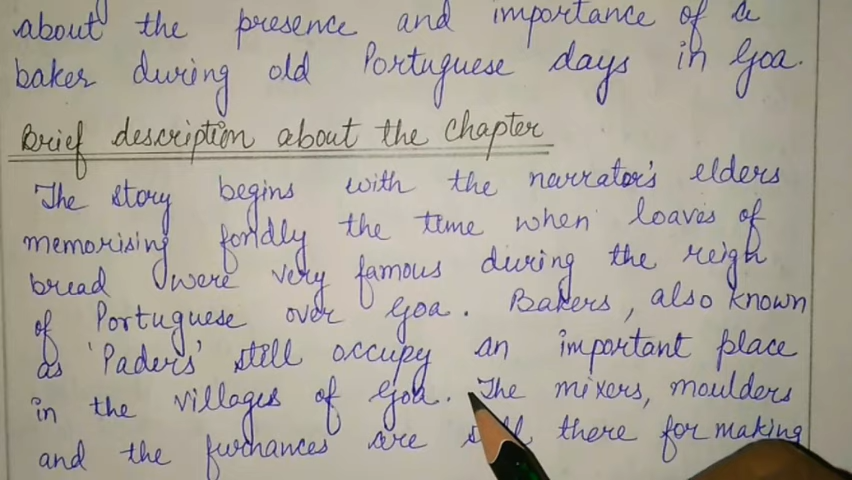 about the presence and importance of a
baker during old Portuguese days in Goa.
Brief description about the chapter
The story begins with the narrator's elders
memorising fondly the time when loaves of
bread were very famous during the reigh
of Portuguese over Goa. Bakers, also known
as 'Paders' still occupy an important place
in the villages of Goa. The mixers, moulders
and the furnances are still there for making